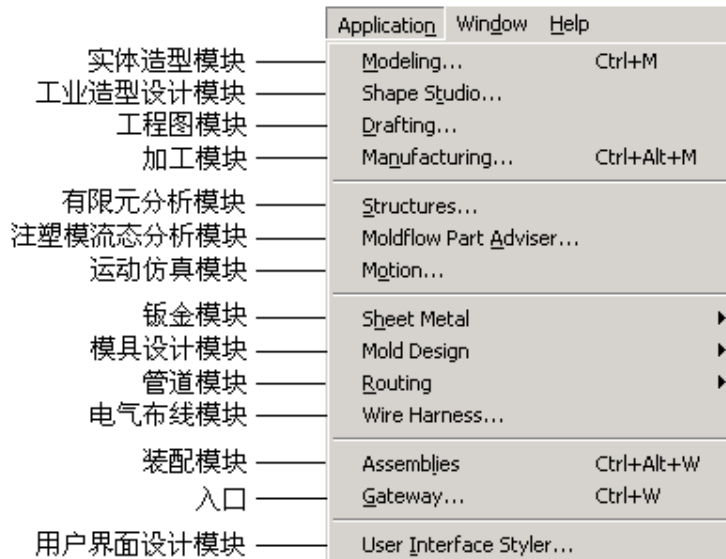 Application Window Help
实体造型模块 Modeling... Ctrl+M
工业造型设计模块 Shape Studio...
工程图模块 Drafting...
加工模块 Manufacturing... Ctrl+Alt+M
有限元分析模块 Structures...
注塑模流态分析模块 Moldflow Part Adviser...
运动仿真模块 Motion...
钣金模块 Sheet Metal
模具设计模块 Mold Design
管道模块 Routing
电气布线模块 Wire Harness...
装配模块 Assemblies Ctrl+Alt+W
入口 Gateway... Ctrl+W
用户界面设计模块 User Interface Styler...